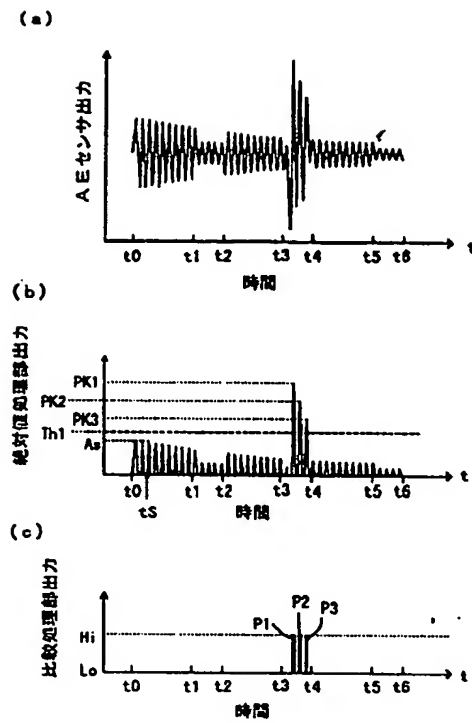 (a)
AEセンサ出力
t0 t1 t2 t3 t4 t5 t6 t
時間
(b)
絶対値処理部出力
PK1
PK2
PK3
Th1
As
t0 tS t1 t2 t3 t4 t5 t6 t
時間
(c)
比較処理部出力
P1 P2 P3
Hi
Lo
t0 t1 t2 t3 t4 t5 t6 t
時間